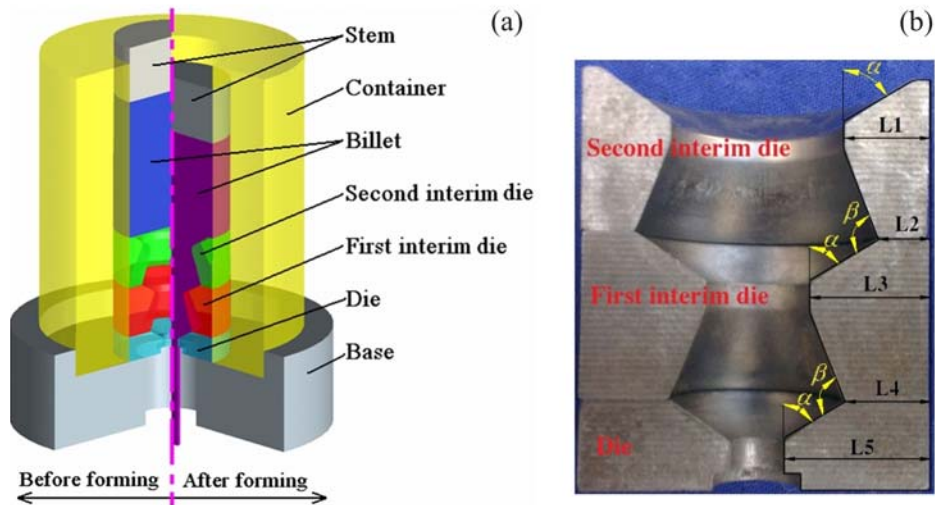 (a)
Stem
Container
Billet
Second interim die
First interim die
Die
Base
Before forming
After forming
(b)
α
L1
Second interim die
β
L2
α
L3
First interim die
β
L4
α
L5
Die